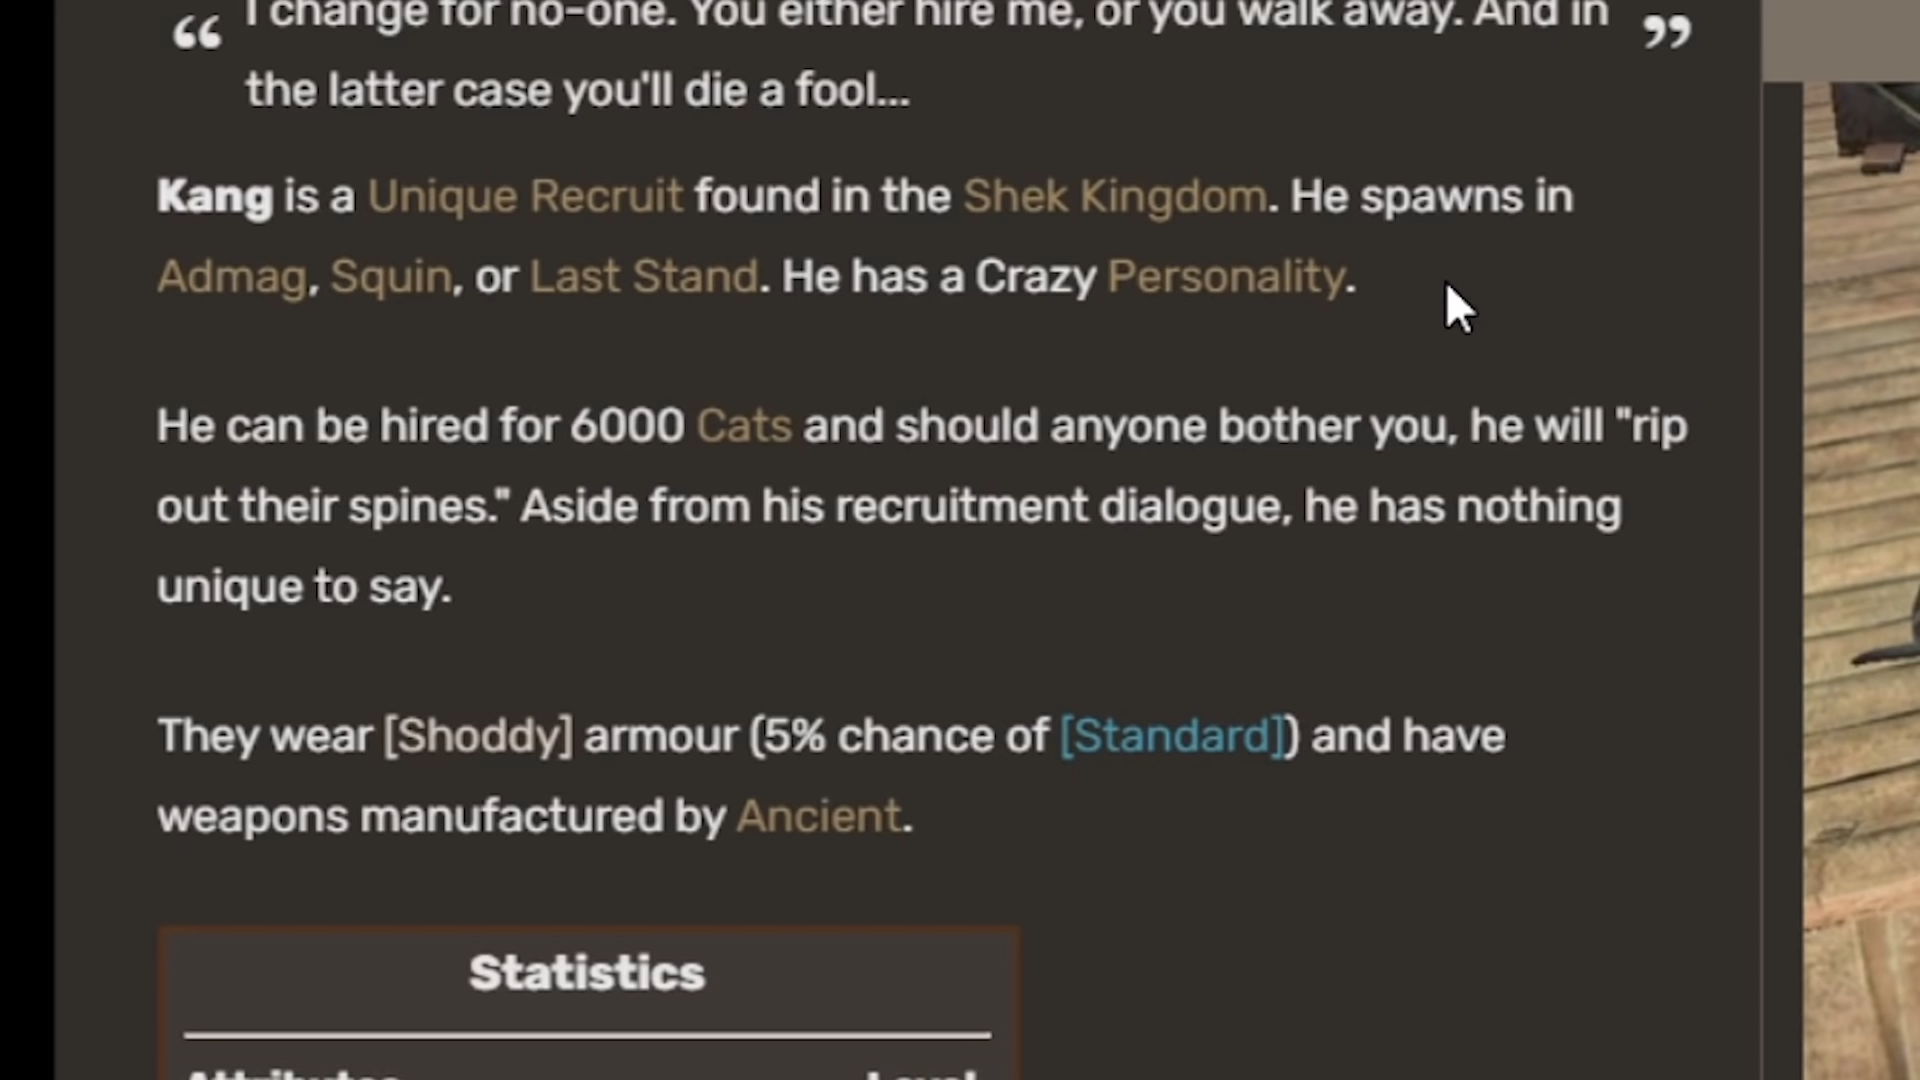 “ I change for no-one. You either hire me, or you walk away. And in ”
the latter case you'll die a fool...
Kang is a Unique Recruit found in the Shek Kingdom. He spawns in
Admag, Squin, or Last Stand. He has a Crazy Personality.
He can be hired for 6000 Cats and should anyone bother you, he will "rip
out their spines." Aside from his recruitment dialogue, he has nothing
unique to say.
They wear [Shoddy] armour (5% chance of [Standard]) and have
weapons manufactured by Ancient.
Statistics
Attributes Level